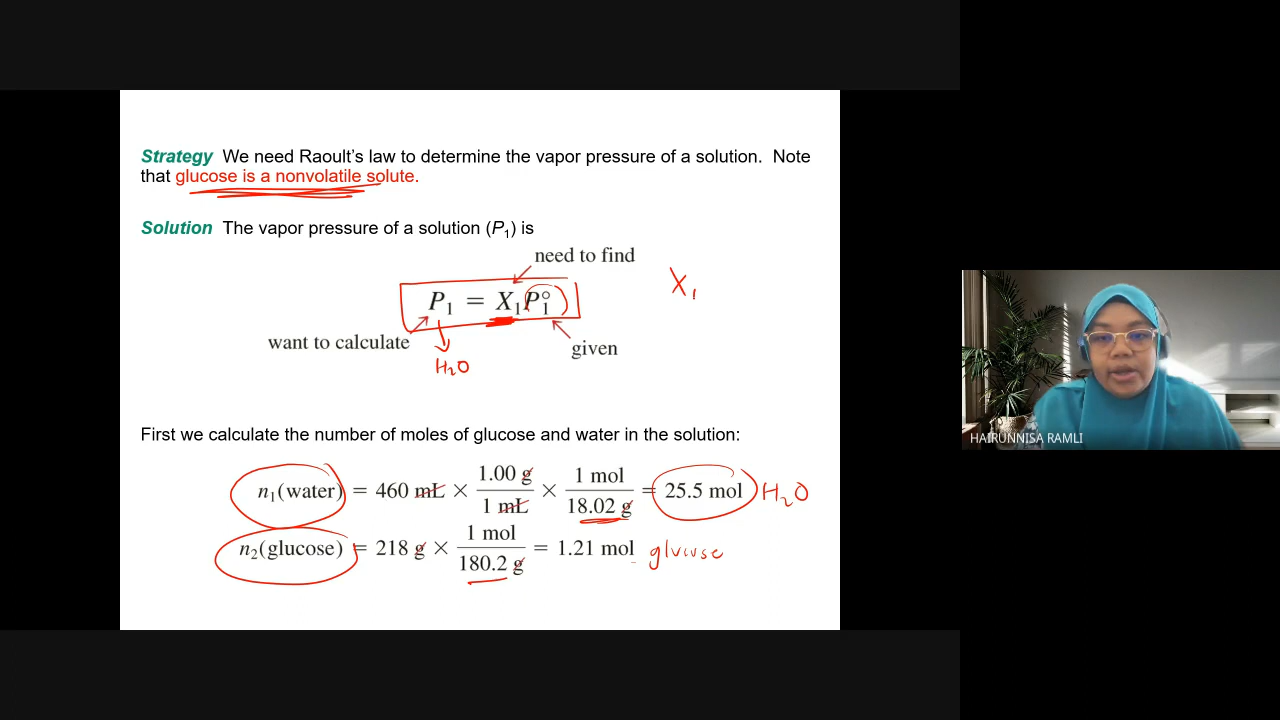 Strategy We need Raoult's law to determine the vapor pressure of a solution. Note
that glucose is a nonvolatile solute.
Solution The vapor pressure of a solution (P₁) is
need to find
P₁ = X₁P₁°
X₁
want to calculate
given
H₂O
First we calculate the number of moles of glucose and water in the solution:
n₁(water) = 460 mL × 1.00 g / 1 mL × 1 mol / 18.02 g = 25.5 mol H₂O
n₂(glucose) = 218 g × 1 mol / 180.2 g = 1.21 mol glucose
HAIRUNNISA RAMLI